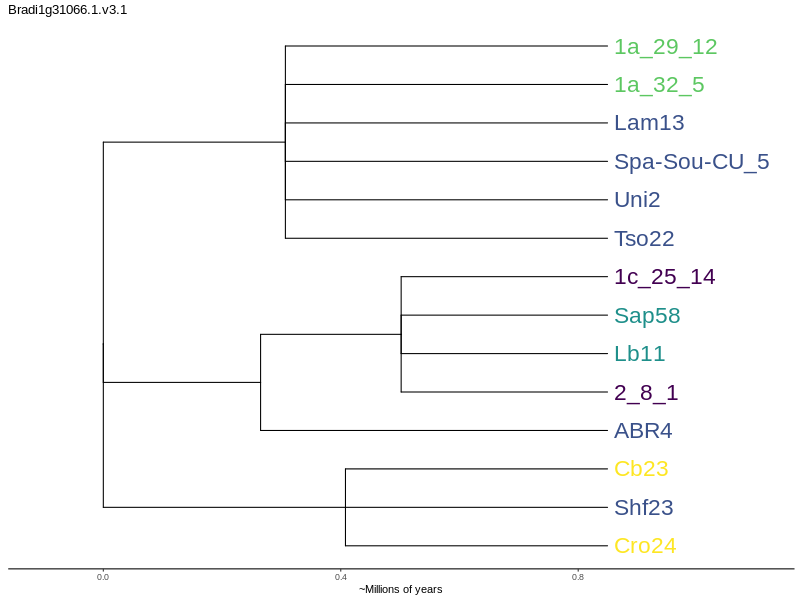 Bradi1g31066.1.v3.1
1a_29_12
1a_32_5
Lam13
Spa-Sou-CU_5
Uni2
Tso22
1c_25_14
Sap58
Lb11
2_8_1
ABR4
Cb23
Shf23
Cro24
0.0 0.4 0.8
~Millions of years